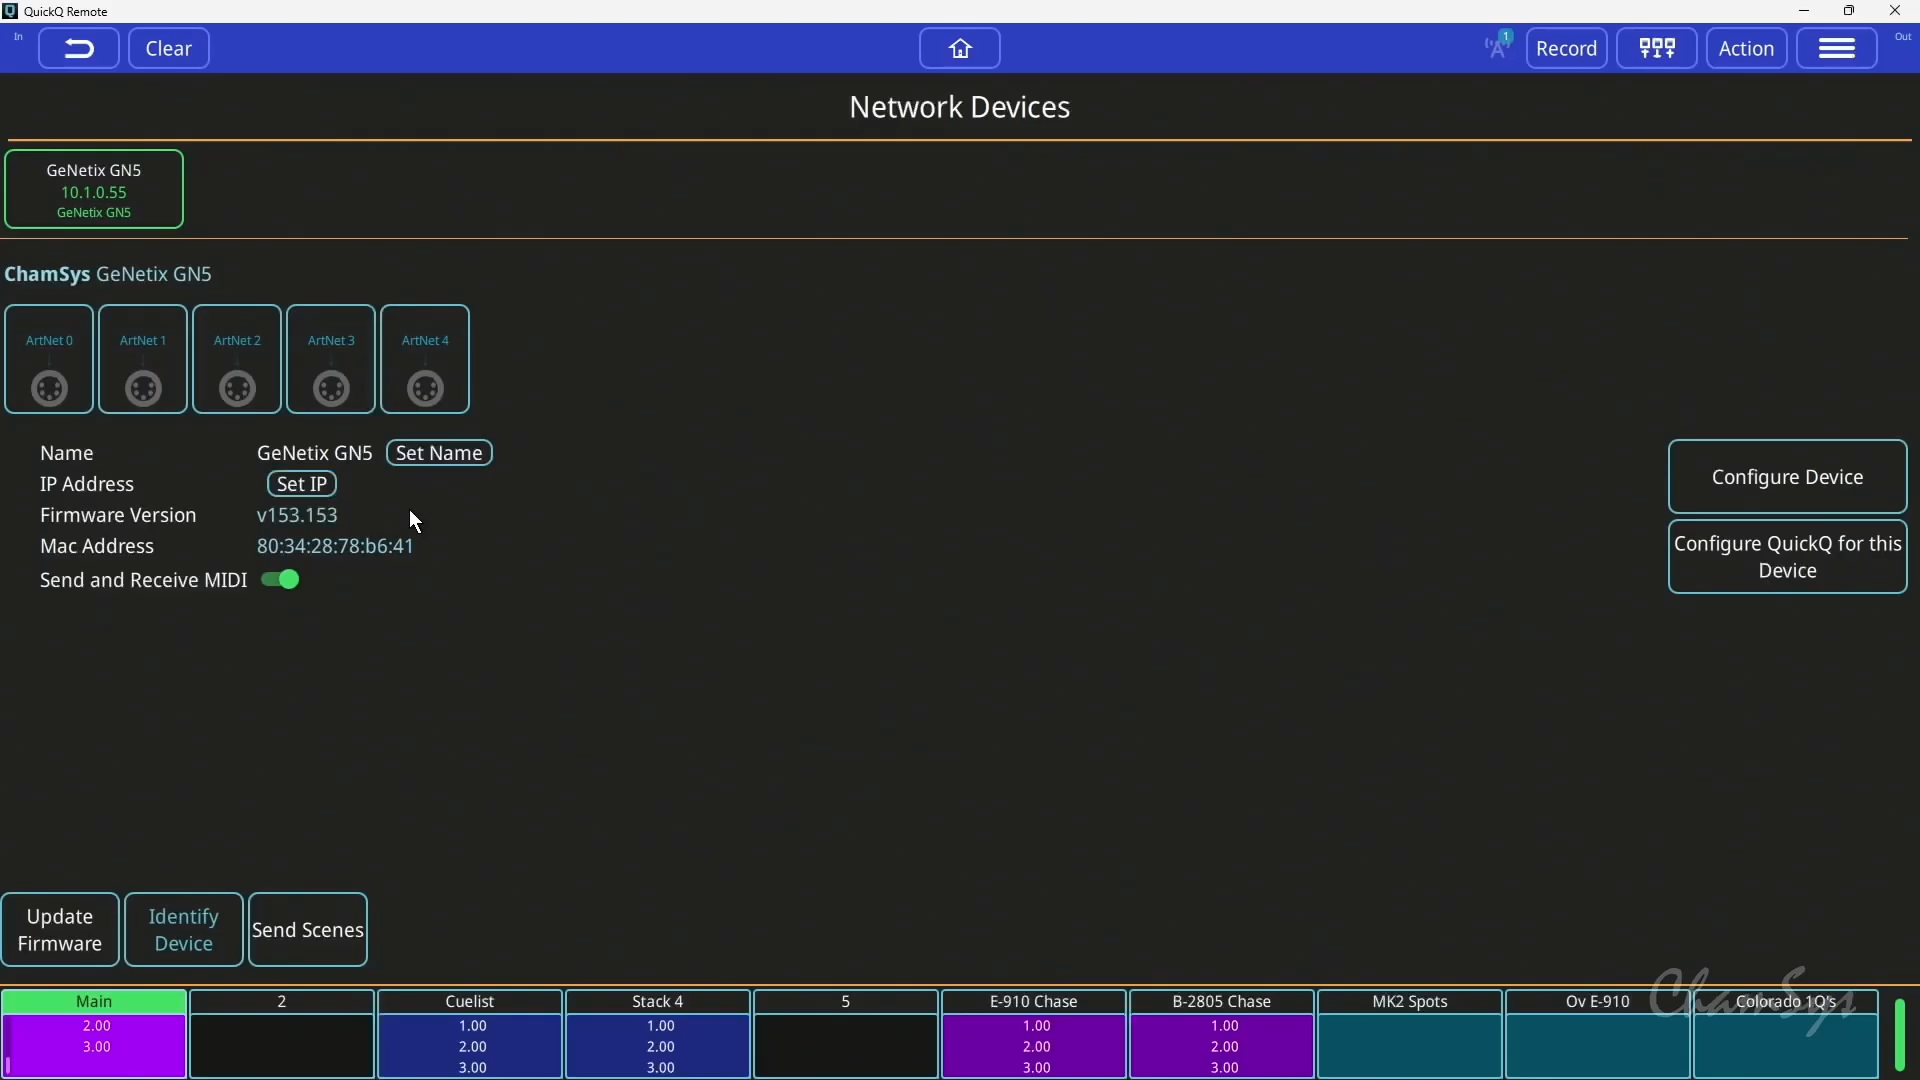 QuickQ Remote
In
Clear
1
Record
Action
Out
Network Devices
GeNetix GN5
10.1.0.55
GeNetix GN5
ChamSys GeNetix GN5
ArtNet 0
ArtNet 1
ArtNet 2
ArtNet 3
ArtNet 4
Name GeNetix GN5 Set Name
IP Address Set IP
Firmware Version v153.153
Mac Address 80:34:28:78:b6:41
Send and Receive MIDI
Configure Device
Configure QuickQ for this
Device
Update
Firmware
Identify
Device
Send Scenes
ChamSys
Main
2.00
3.00
2
Cuelist
1.00
2.00
3.00
Stack 4
1.00
2.00
3.00
5
E-910 Chase
1.00
2.00
3.00
B-2805 Chase
1.00
2.00
3.00
MK2 Spots
Ov E-910
Colorado 1Q's